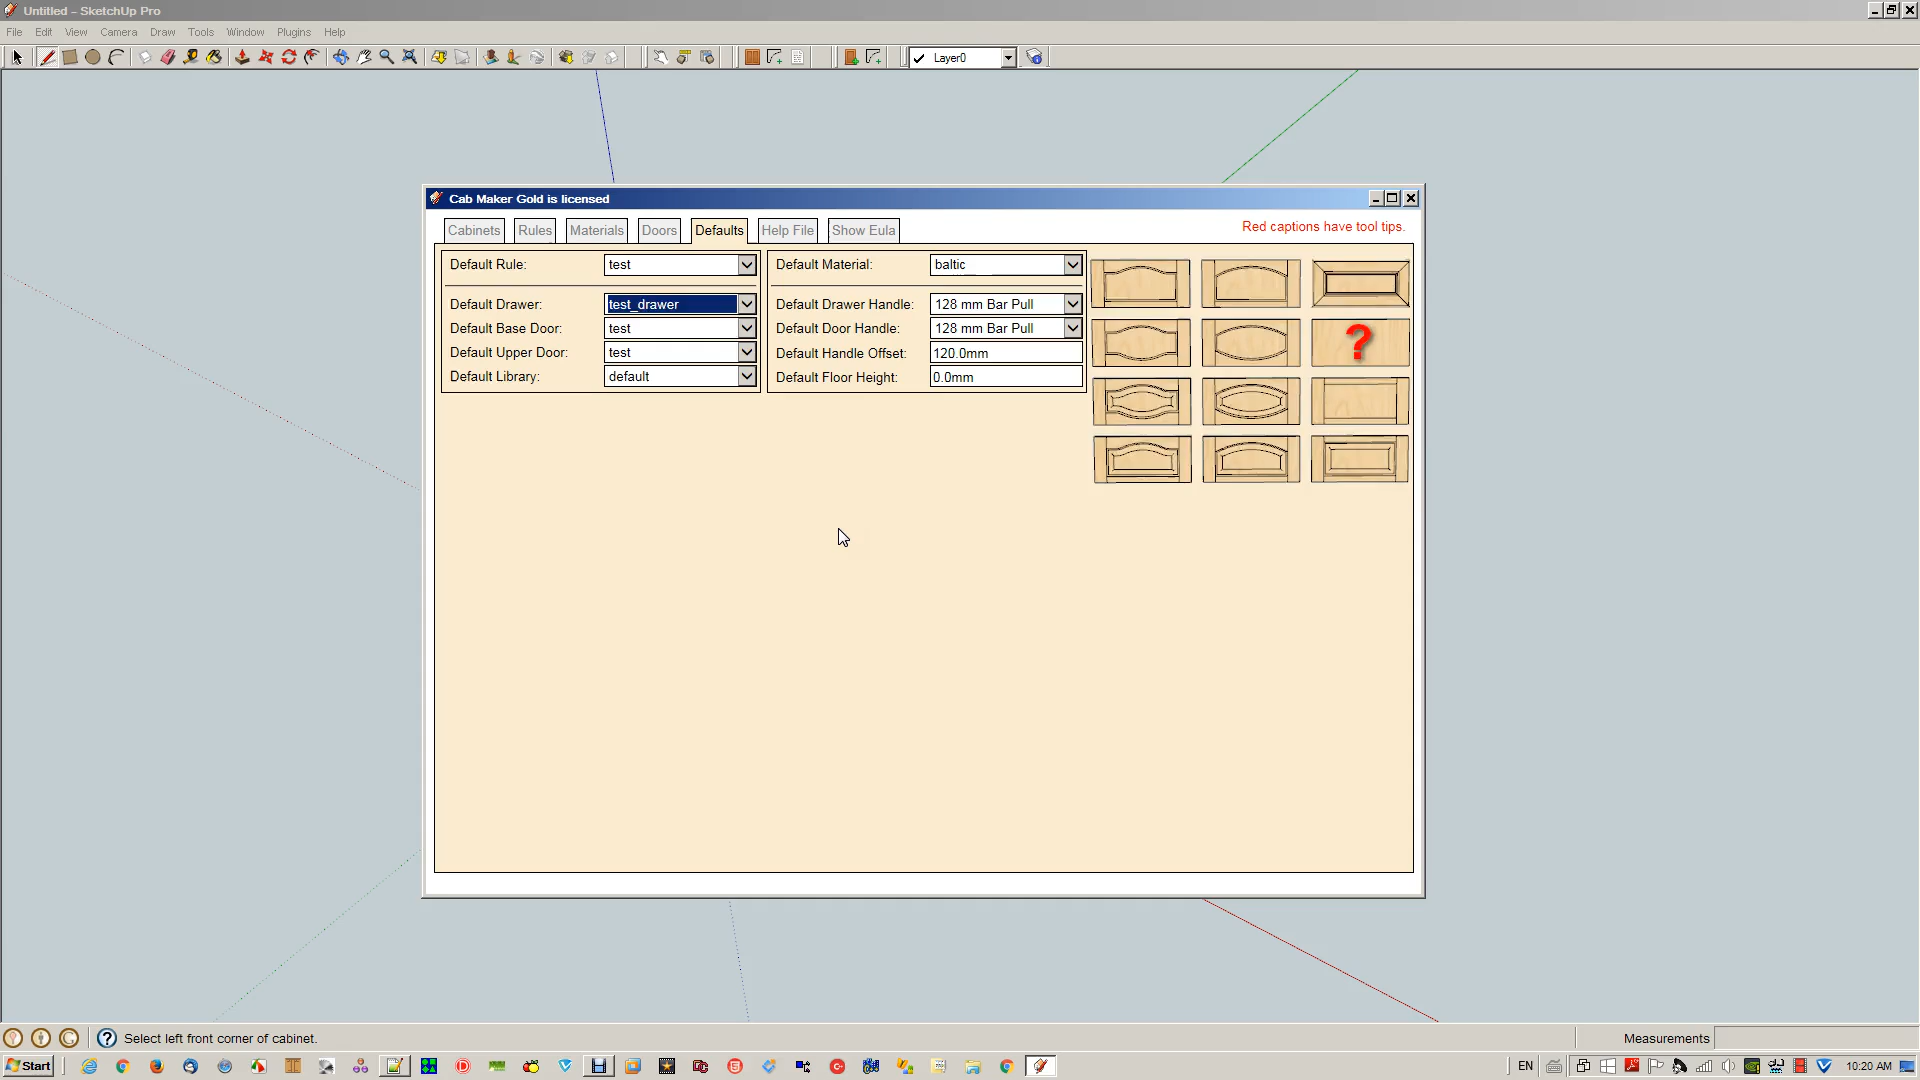 Untitled - SketchUp Pro
File Edit View Camera Draw Tools Window Plugins Help
Layer0
Cab Maker Gold is licensed
Cabinets Rules Materials Doors Defaults Help File Show Eula
Red captions have tool tips.
Default Rule: test
Default Drawer: test_drawer
Default Base Door: test
Default Upper Door: test
Default Library: default
Default Material: baltic
Default Drawer Handle: 128 mm Bar Pull
Default Door Handle: 128 mm Bar Pull
Default Handle Offset: 120.0mm
Default Floor Height: 0.0mm
?
Select left front corner of cabinet.
Measurements
Start
EN
10:20 AM